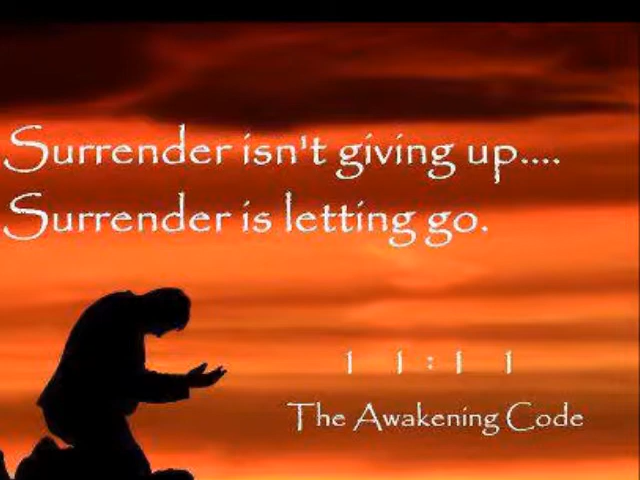 Surrender isn't giving up....
Surrender is letting go.
1 1 : 1 1
The Awakening Code